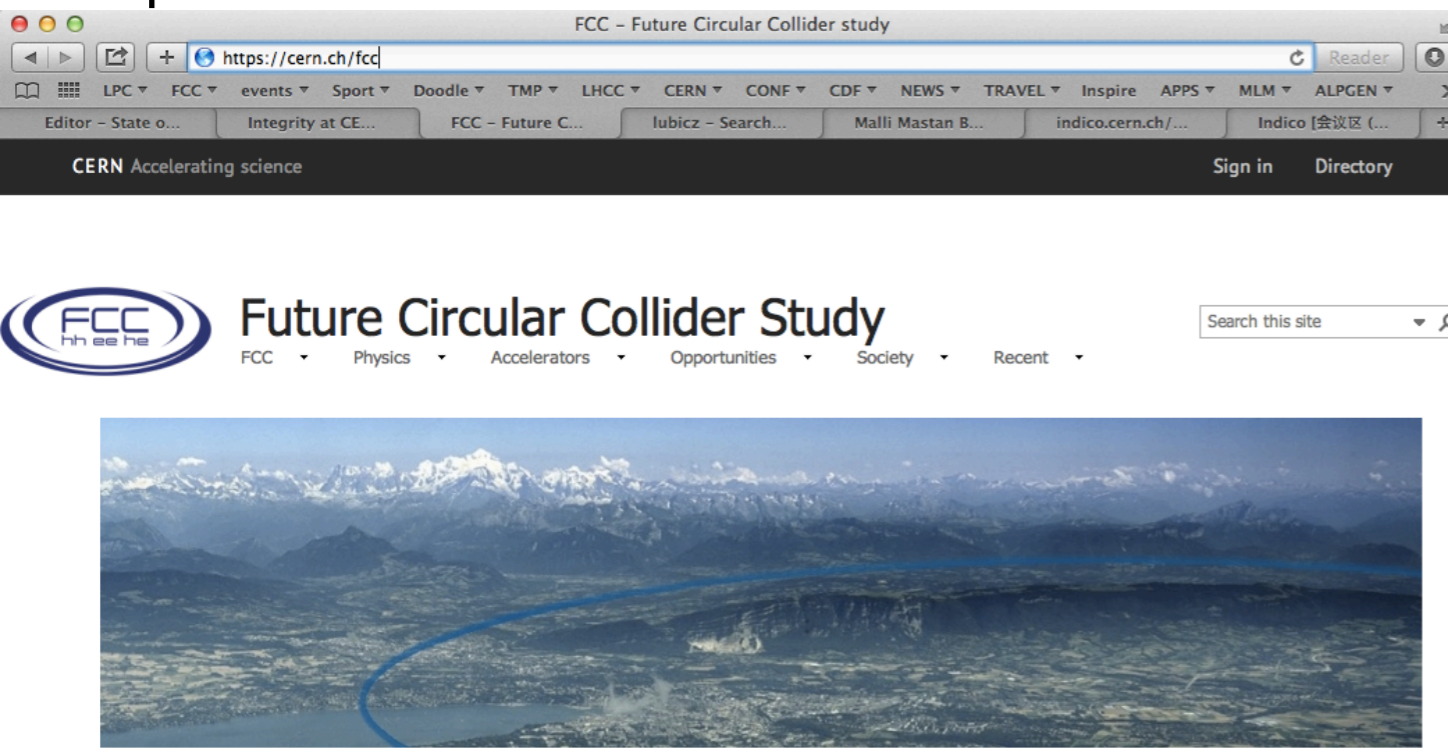 FCC – Future Circular Collider study
https://cern.ch/fcc Reader
LPC FCC events Sport Doodle TMP LHCC CERN CONF CDF NEWS TRAVEL Inspire APPS MLM ALPGEN
Editor – State o... Integrity at CE... FCC – Future C... lubicz – Search... Malli Mastan B... indico.cern.ch/... Indico [会议区 (...
CERN Accelerating science Sign in Directory
FCC
hh ee he
Future Circular Collider Study
Search this site
FCC Physics Accelerators Opportunities Society Recent